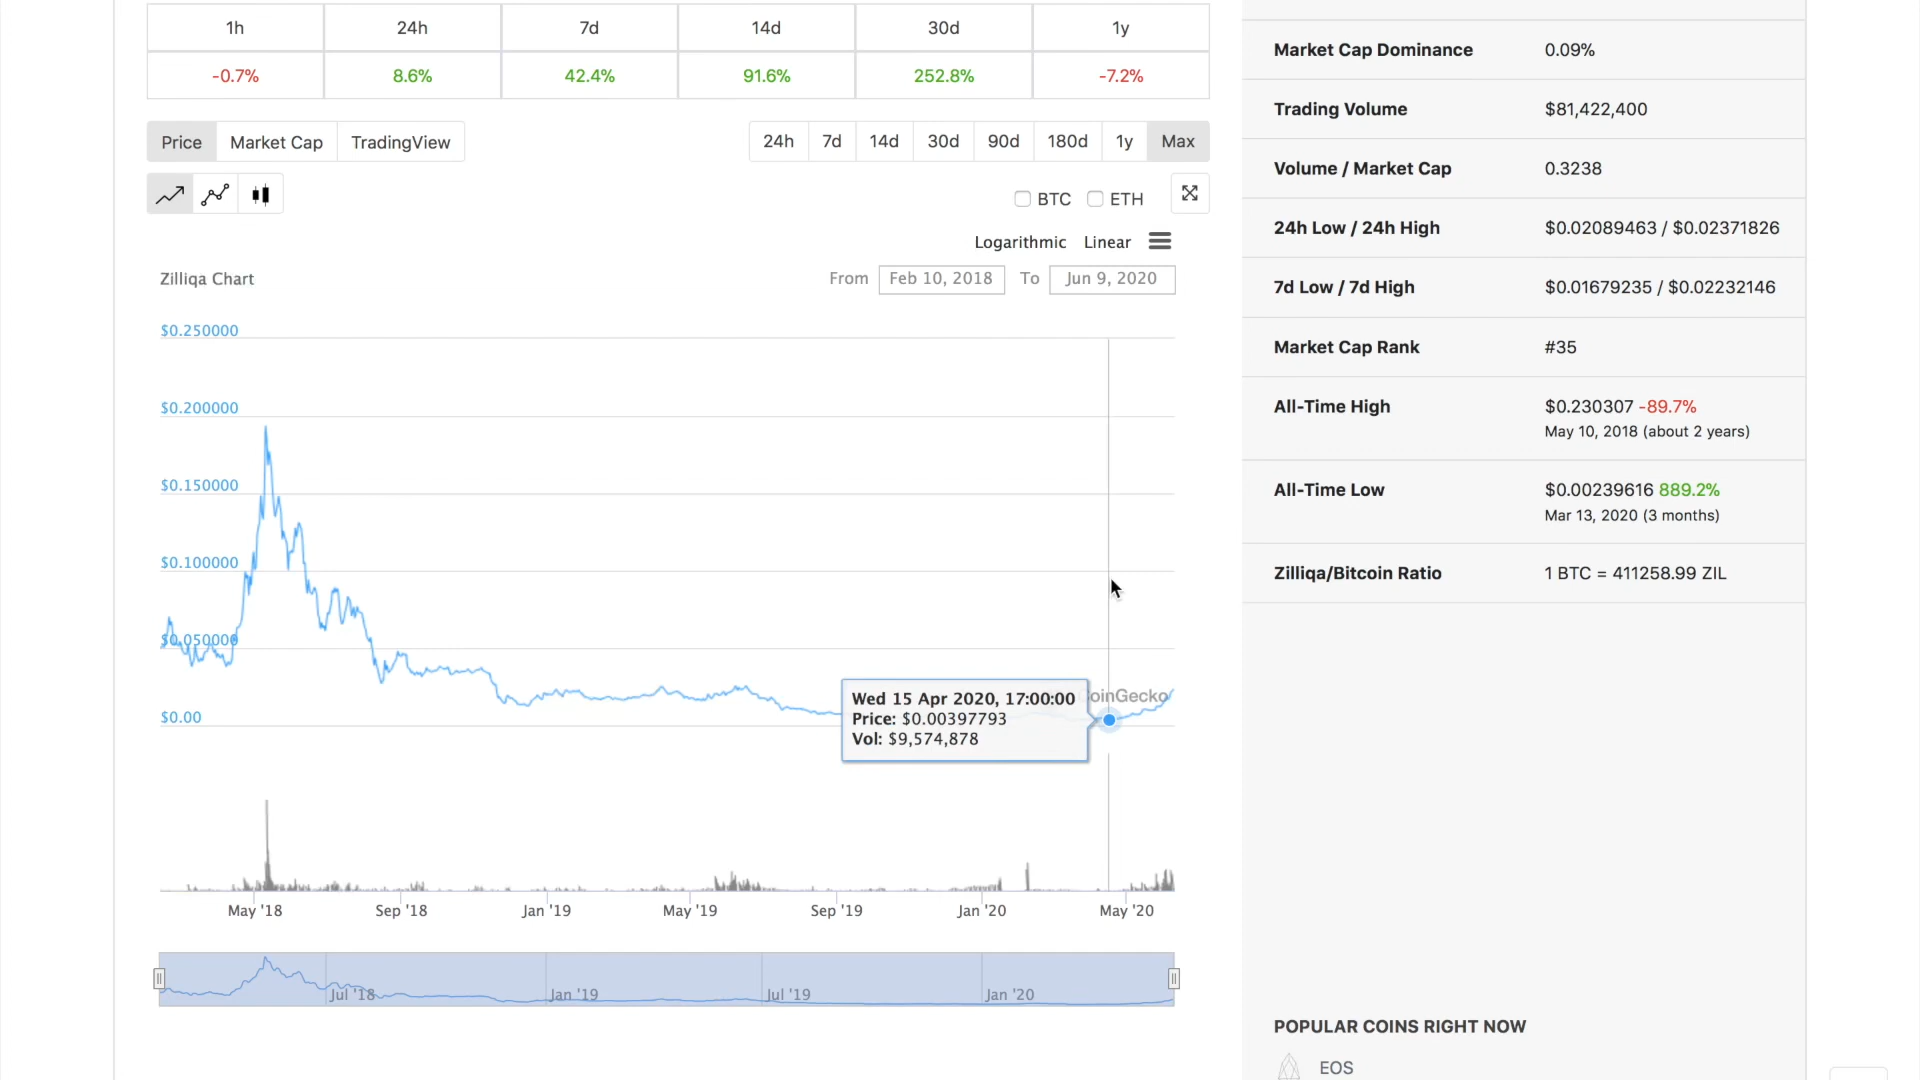 1h 24h 7d 14d 30d 1y
-0.7% 8.6% 42.4% 91.6% 252.8% -7.2%
Price Market Cap TradingView
24h 7d 14d 30d 90d 180d 1y Max
BTC ETH
Logarithmic Linear
Zilliqa Chart
From Feb 10, 2018 To Jun 9, 2020
$0.250000
$0.200000
$0.150000
$0.100000
$0.050000
$0.00
Wed 15 Apr 2020, 17:00:00
Price: $0.00397793
Vol: $9,574,878
oinGecko
May '18 Sep '18 Jan '19 May '19 Sep '19 Jan '20 May '20
Jul '18 Jan '19 Jul '19 Jan '20
Market Cap Dominance 0.09%
Trading Volume $81,422,400
Volume / Market Cap 0.3238
24h Low / 24h High $0.02089463 / $0.02371826
7d Low / 7d High $0.01679235 / $0.02232146
Market Cap Rank #35
All-Time High $0.230307 -89.7%
May 10, 2018 (about 2 years)
All-Time Low $0.00239616 889.2%
Mar 13, 2020 (3 months)
Zilliqa/Bitcoin Ratio 1 BTC = 411258.99 ZIL
POPULAR COINS RIGHT NOW
EOS